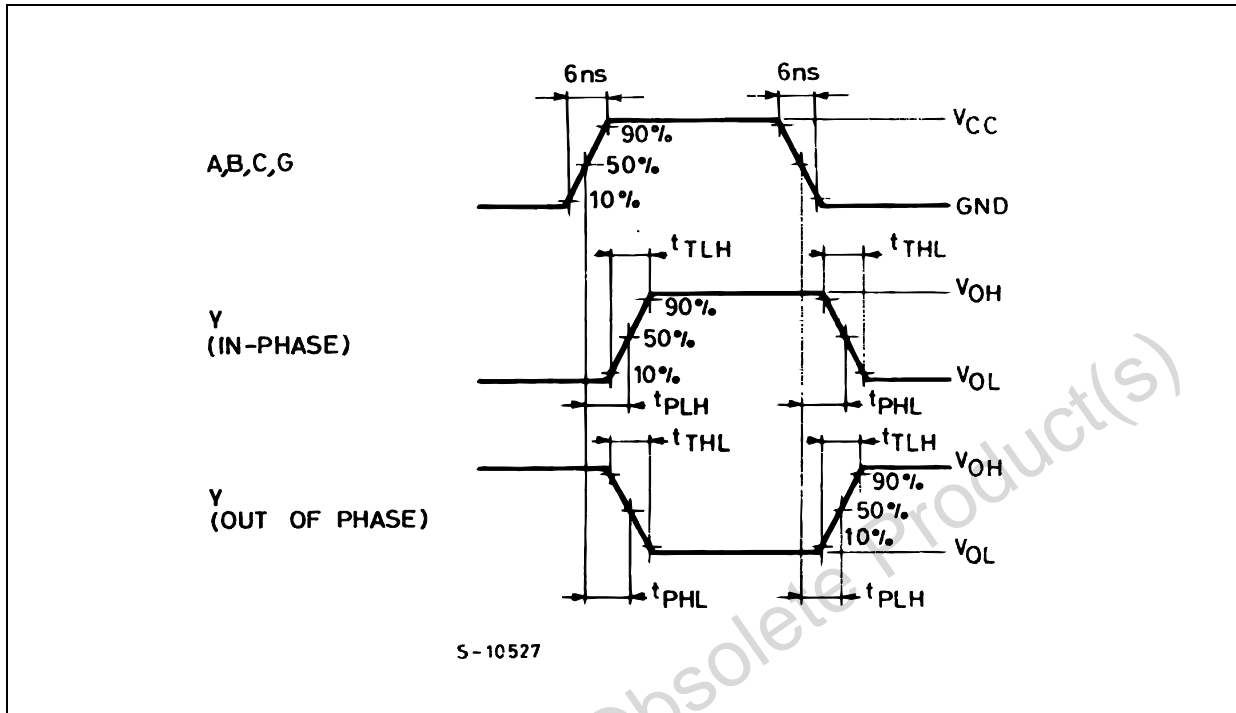 6ns 6ns
VCC
90%
A,B,C,G
50%
10%
GND
tTLH tTHL
VOH
90%
Y
(IN-PHASE)
50%
10%
VOL
tPLH tPHL
tTHL tTLH
VOH
90%
Y
(OUT OF PHASE)
50%
10%
VOL
tPHL tPLH
S-10527
Obsolete Product(s)